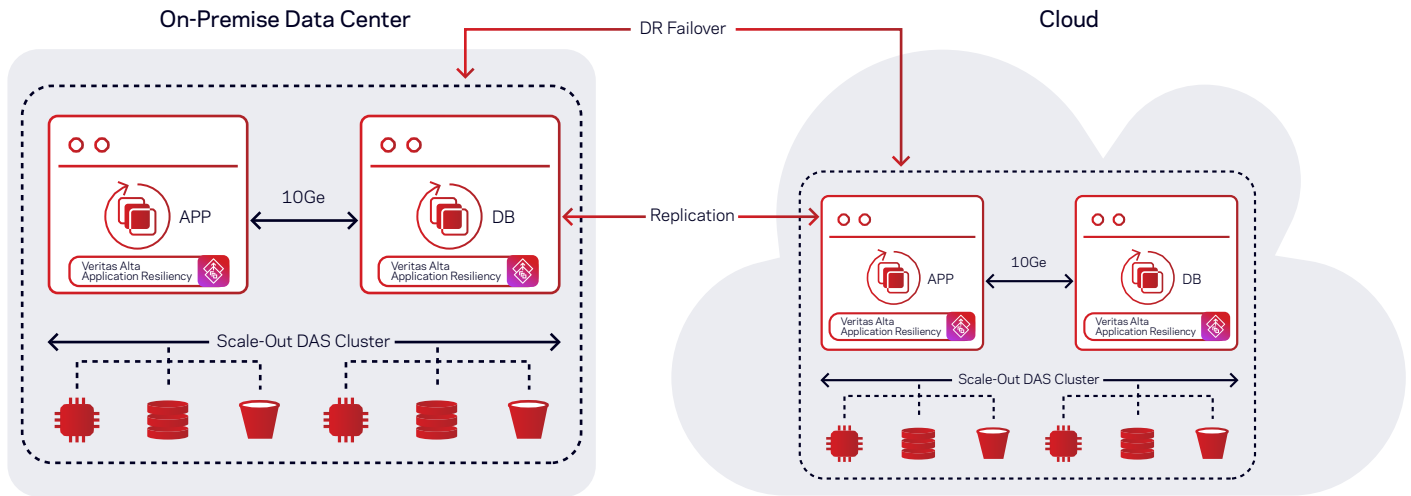 On-Premise Data Center
DR Failover
Cloud
10Ge
APP
DB
Veritas Alta
Application Resiliency
Veritas Alta
Application Resiliency
Replication
10Ge
APP
DB
Veritas Alta
Application Resiliency
Veritas Alta
Application Resiliency
Scale-Out DAS Cluster
Scale-Out DAS Cluster